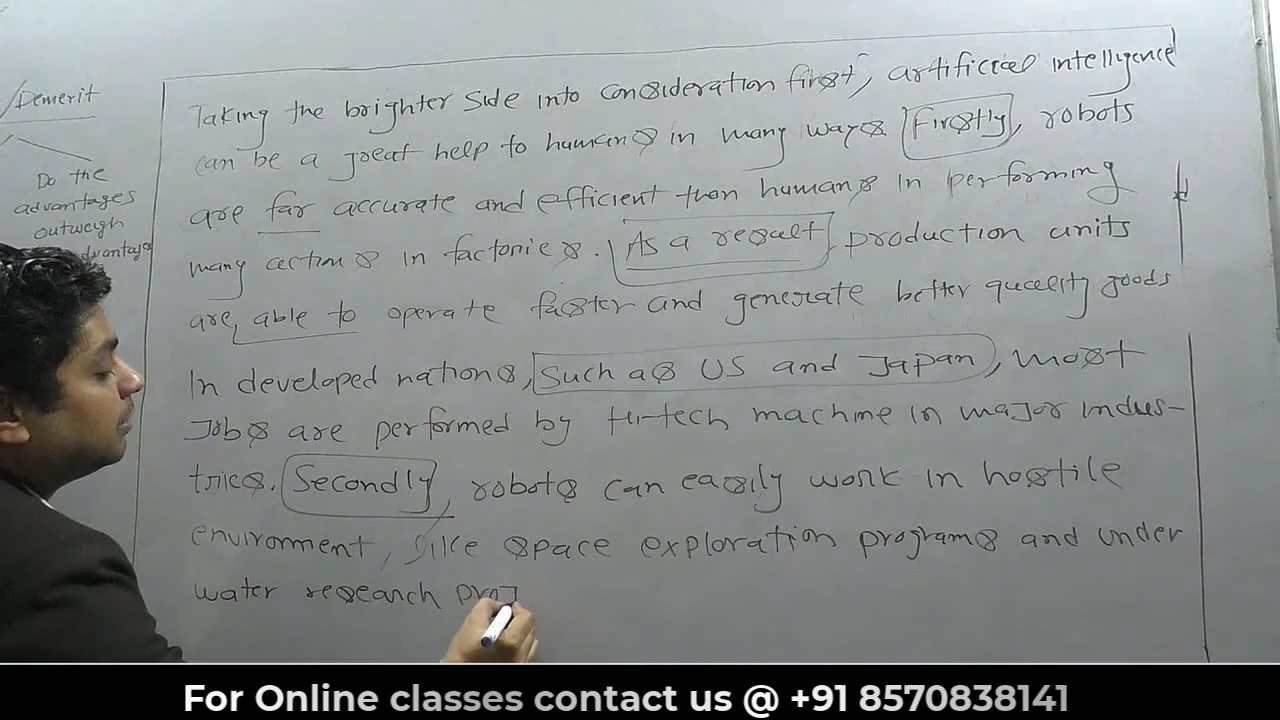 /Demerit
Do the
advantages
outweigh
dvantage
Taking the brighter side into consideration first, artificial intelligence
can be a great help to humans in many ways. Firstly, robots
are far accurate and efficient than humans in performing
many actions in factories. As a result, production units
are able to operate faster and generate better quality goods
In developed nations, such as US and Japan, most
Jobs are performed by Hi-tech machine in major indus-
tries. Secondly, robots can easily work in hostile
environment, like space exploration programs and under
water research proj
For Online classes contact us @ +91 8570838141